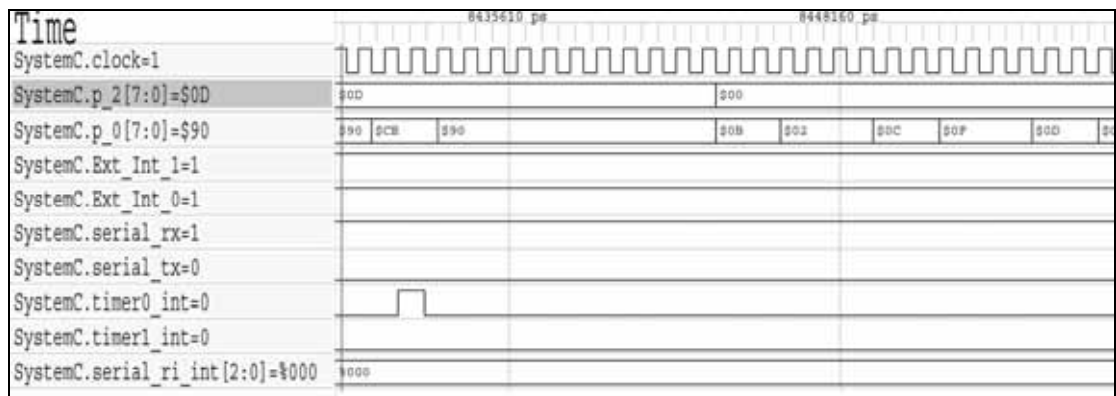 Time 8435610 ps 8448160 ps
SystemC.clock=1
SystemC.p_2[7:0]=$0D $0D $00
SystemC.p_0[7:0]=$90 $90 $CB $90 $0B $02 $0C $0F $0D
SystemC.Ext_Int_1=1
SystemC.Ext_Int_0=1
SystemC.serial_rx=1
SystemC.serial_tx=0
SystemC.timer0_int=0
SystemC.timer1_int=0
SystemC.serial_ri_int[2:0]=%000 %000